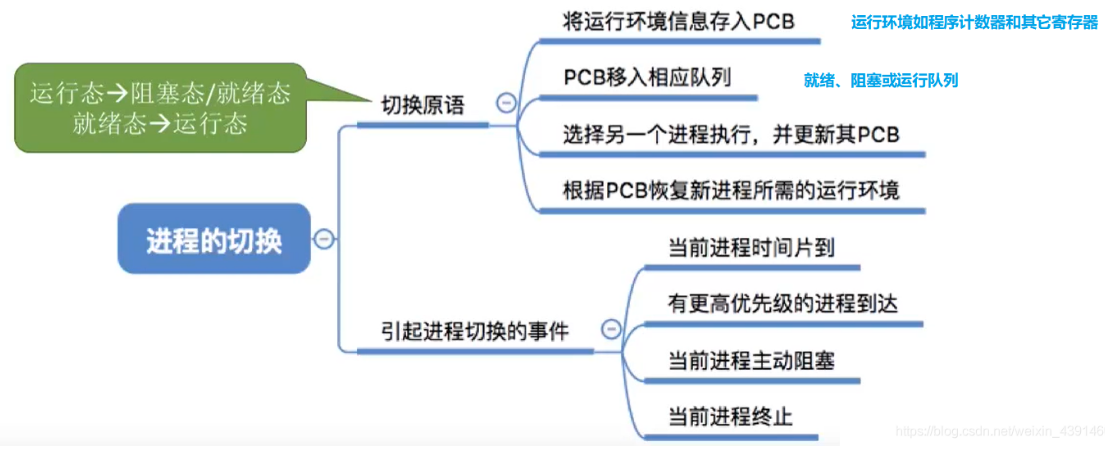 将运行环境信息存入PCB
运行环境如程序计数器和其它寄存器
运行态→阻塞态/就绪态
就绪态→运行态
切换原语
PCB移入相应队列
就绪、阻塞或运行队列
选择另一个进程执行，并更新其PCB
根据PCB恢复新进程所需的运行环境
进程的切换
引起进程切换的事件
当前进程时间片到
有更高优先级的进程到达
当前进程主动阻塞
当前进程终止
https://blog.csdn.net/weixin_439146